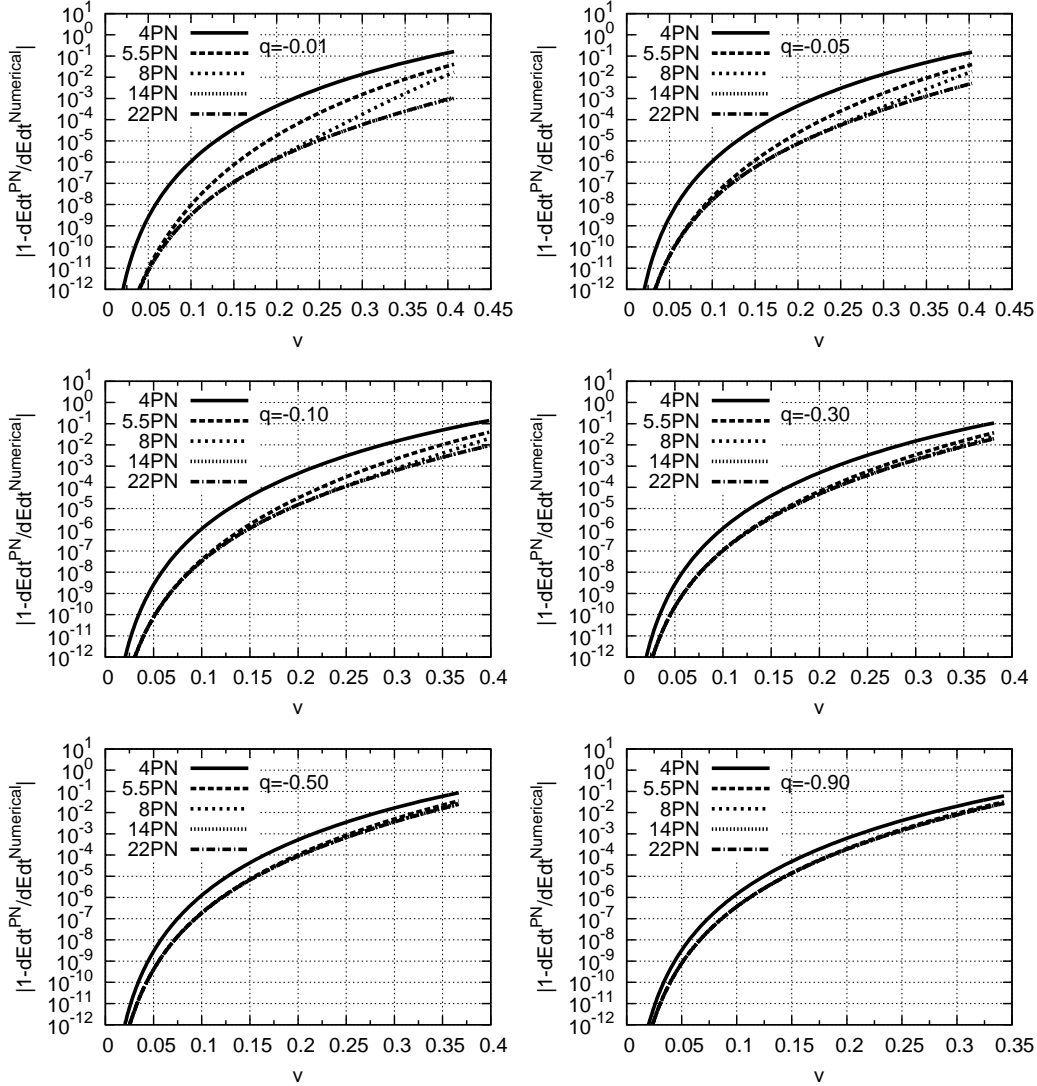 |1-dEdt^PN/dEdt^Numerical|
10^1
10^0
10^-1
10^-2
10^-3
10^-4
10^-5
10^-6
10^-7
10^-8
10^-9
10^-10
10^-11
10^-12
4PN
5.5PN
8PN
14PN
22PN
q=-0.01
0 0.05 0.1 0.15 0.2 0.25 0.3 0.35 0.4 0.45
v
|1-dEdt^PN/dEdt^Numerical|
10^1
10^0
10^-1
10^-2
10^-3
10^-4
10^-5
10^-6
10^-7
10^-8
10^-9
10^-10
10^-11
10^-12
4PN
5.5PN
8PN
14PN
22PN
q=-0.05
0 0.05 0.1 0.15 0.2 0.25 0.3 0.35 0.4 0.45
v
|1-dEdt^PN/dEdt^Numerical|
10^1
10^0
10^-1
10^-2
10^-3
10^-4
10^-5
10^-6
10^-7
10^-8
10^-9
10^-10
10^-11
10^-12
4PN
5.5PN
8PN
14PN
22PN
q=-0.10
0 0.05 0.1 0.15 0.2 0.25 0.3 0.35 0.4
v
|1-dEdt^PN/dEdt^Numerical|
10^1
10^0
10^-1
10^-2
10^-3
10^-4
10^-5
10^-6
10^-7
10^-8
10^-9
10^-10
10^-11
10^-12
4PN
5.5PN
8PN
14PN
22PN
q=-0.30
0 0.05 0.1 0.15 0.2 0.25 0.3 0.35 0.4
v
|1-dEdt^PN/dEdt^Numerical|
10^1
10^0
10^-1
10^-2
10^-3
10^-4
10^-5
10^-6
10^-7
10^-8
10^-9
10^-10
10^-11
10^-12
4PN
5.5PN
8PN
14PN
22PN
q=-0.50
0 0.05 0.1 0.15 0.2 0.25 0.3 0.35 0.4
v
|1-dEdt^PN/dEdt^Numerical|
10^1
10^0
10^-1
10^-2
10^-3
10^-4
10^-5
10^-6
10^-7
10^-8
10^-9
10^-10
10^-11
10^-12
4PN
5.5PN
8PN
14PN
22PN
q=-0.90
0 0.05 0.1 0.15 0.2 0.25 0.3 0.35
v